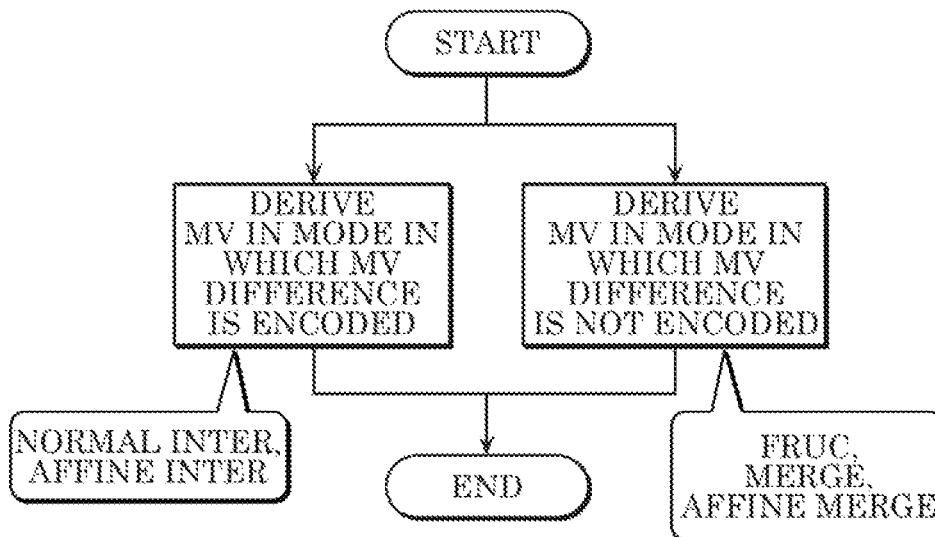 START
DERIVE
MV IN MODE IN
WHICH MV
DIFFERENCE
IS ENCODED
DERIVE
MV IN MODE IN
WHICH MV
DIFFERENCE
IS NOT ENCODED
NORMAL INTER,
AFFINE INTER
FRUC,
MERGE,
AFFINE MERGE
END